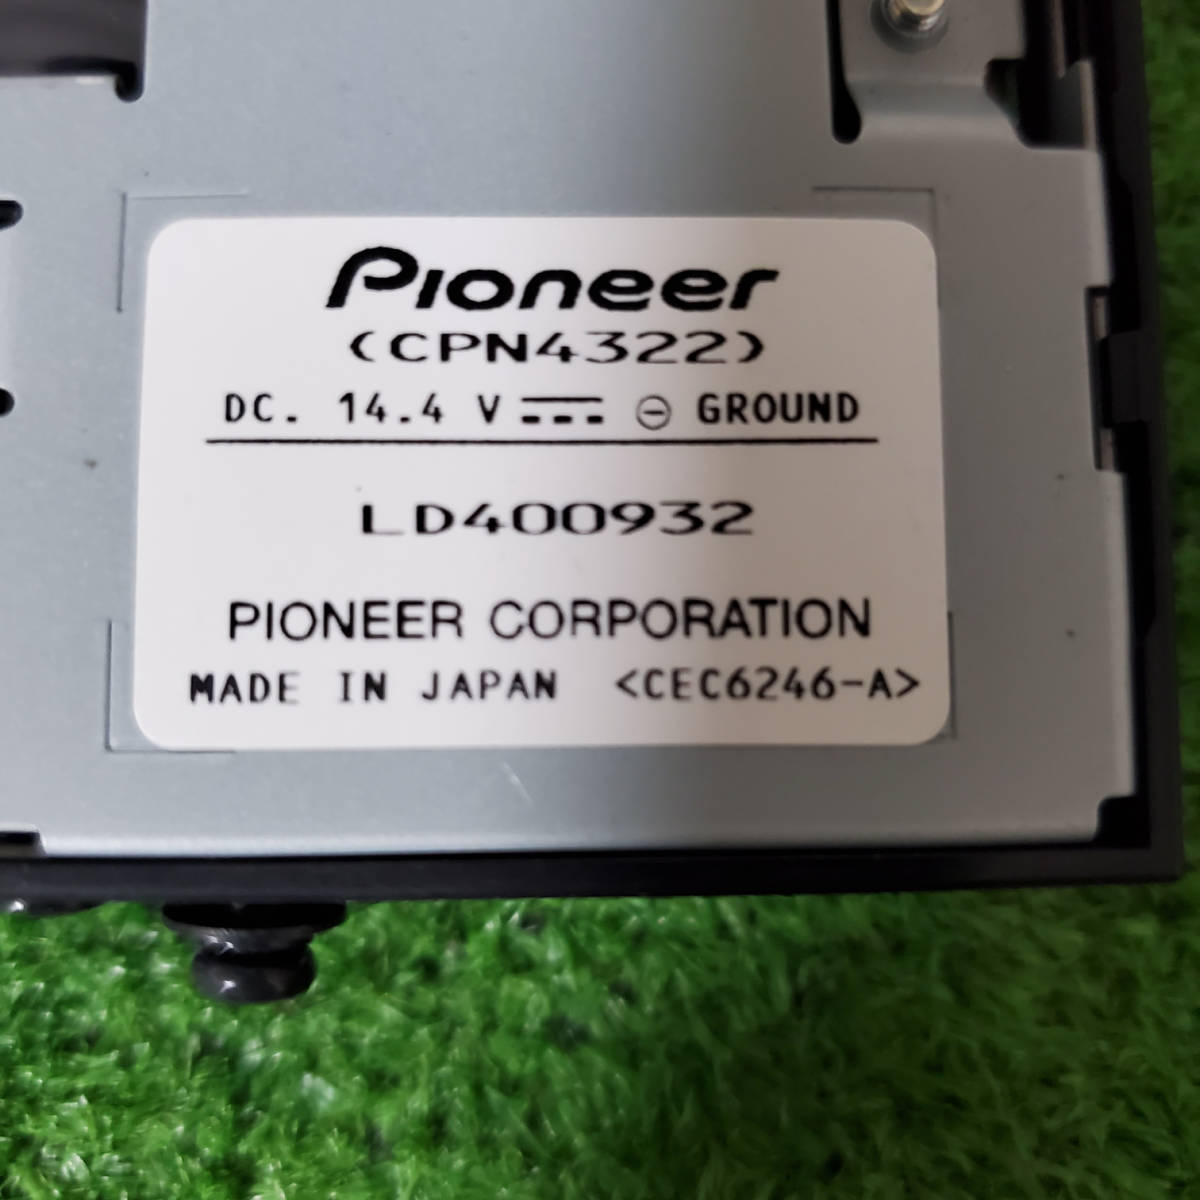 Pioneer
(CPN4322)
DC. 14.4 V ⎓ ⊖ GROUND
LD400932
PIONEER CORPORATION
MADE IN JAPAN <CEC6246-A>